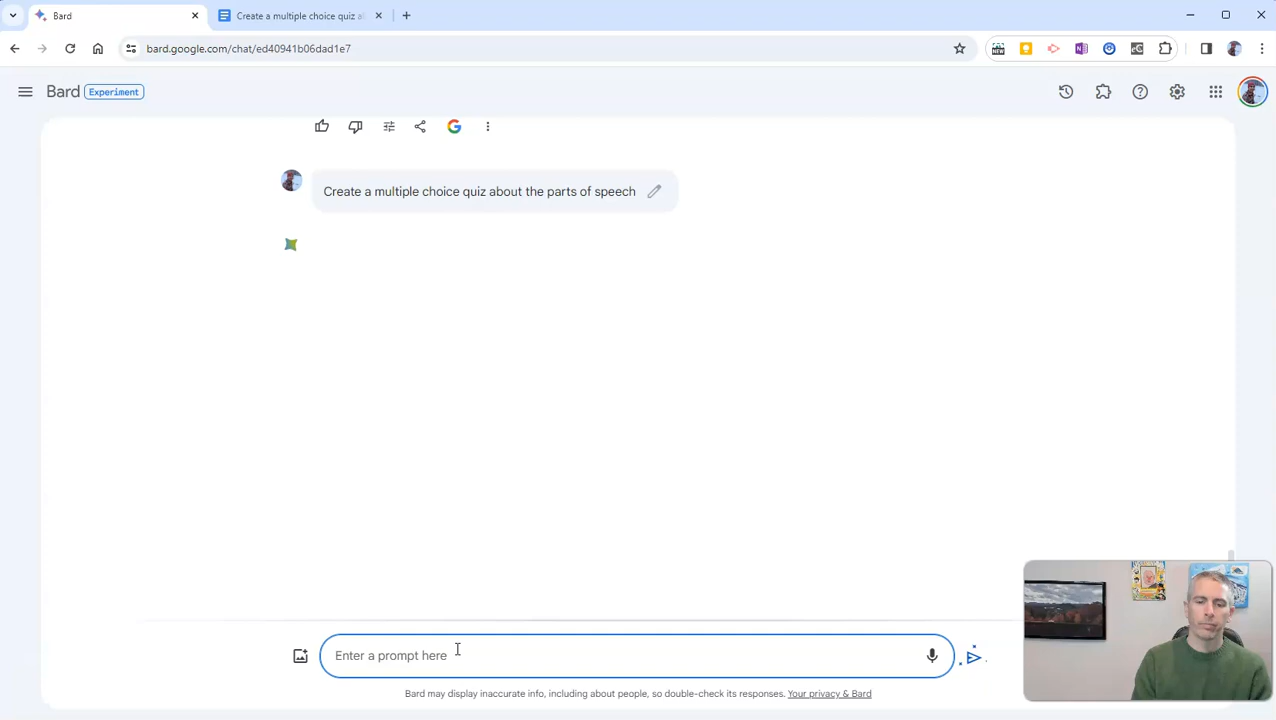 Bard
Create a multiple choice quiz a
bard.google.com/chat/ed40941b06dad1e7
NEW
Bard Experiment
Create a multiple choice quiz about the parts of speech
Enter a prompt here
Bard may display inaccurate info, including about people, so double-check its responses. Your privacy & Bard